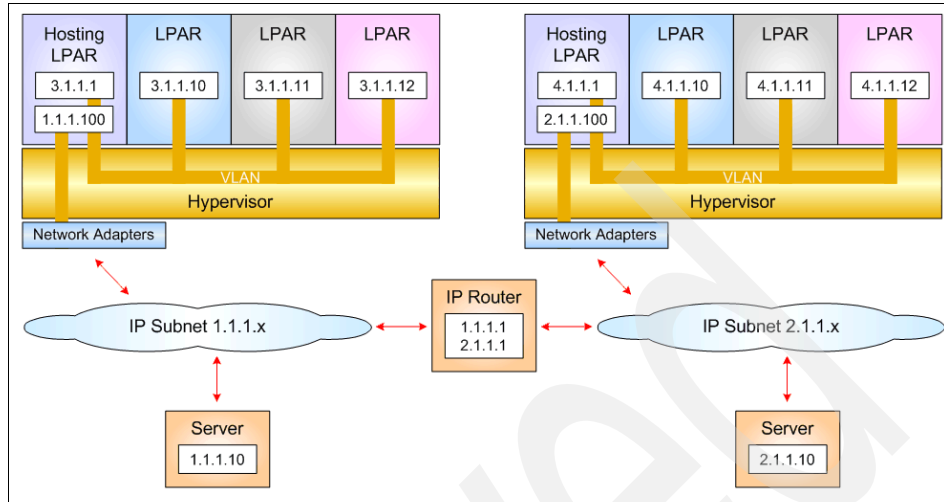 Hosting
LPAR
3.1.1.1
1.1.1.100
LPAR
3.1.1.10
LPAR
3.1.1.11
LPAR
3.1.1.12
VLAN
Hypervisor
Network Adapters
Hosting
LPAR
4.1.1.1
2.1.1.100
LPAR
4.1.1.10
LPAR
4.1.1.11
LPAR
4.1.1.12
VLAN
Hypervisor
Network Adapters
IP Subnet 1.1.1.x
IP Router
1.1.1.1
2.1.1.1
IP Subnet 2.1.1.x
Server
1.1.1.10
Server
2.1.1.10